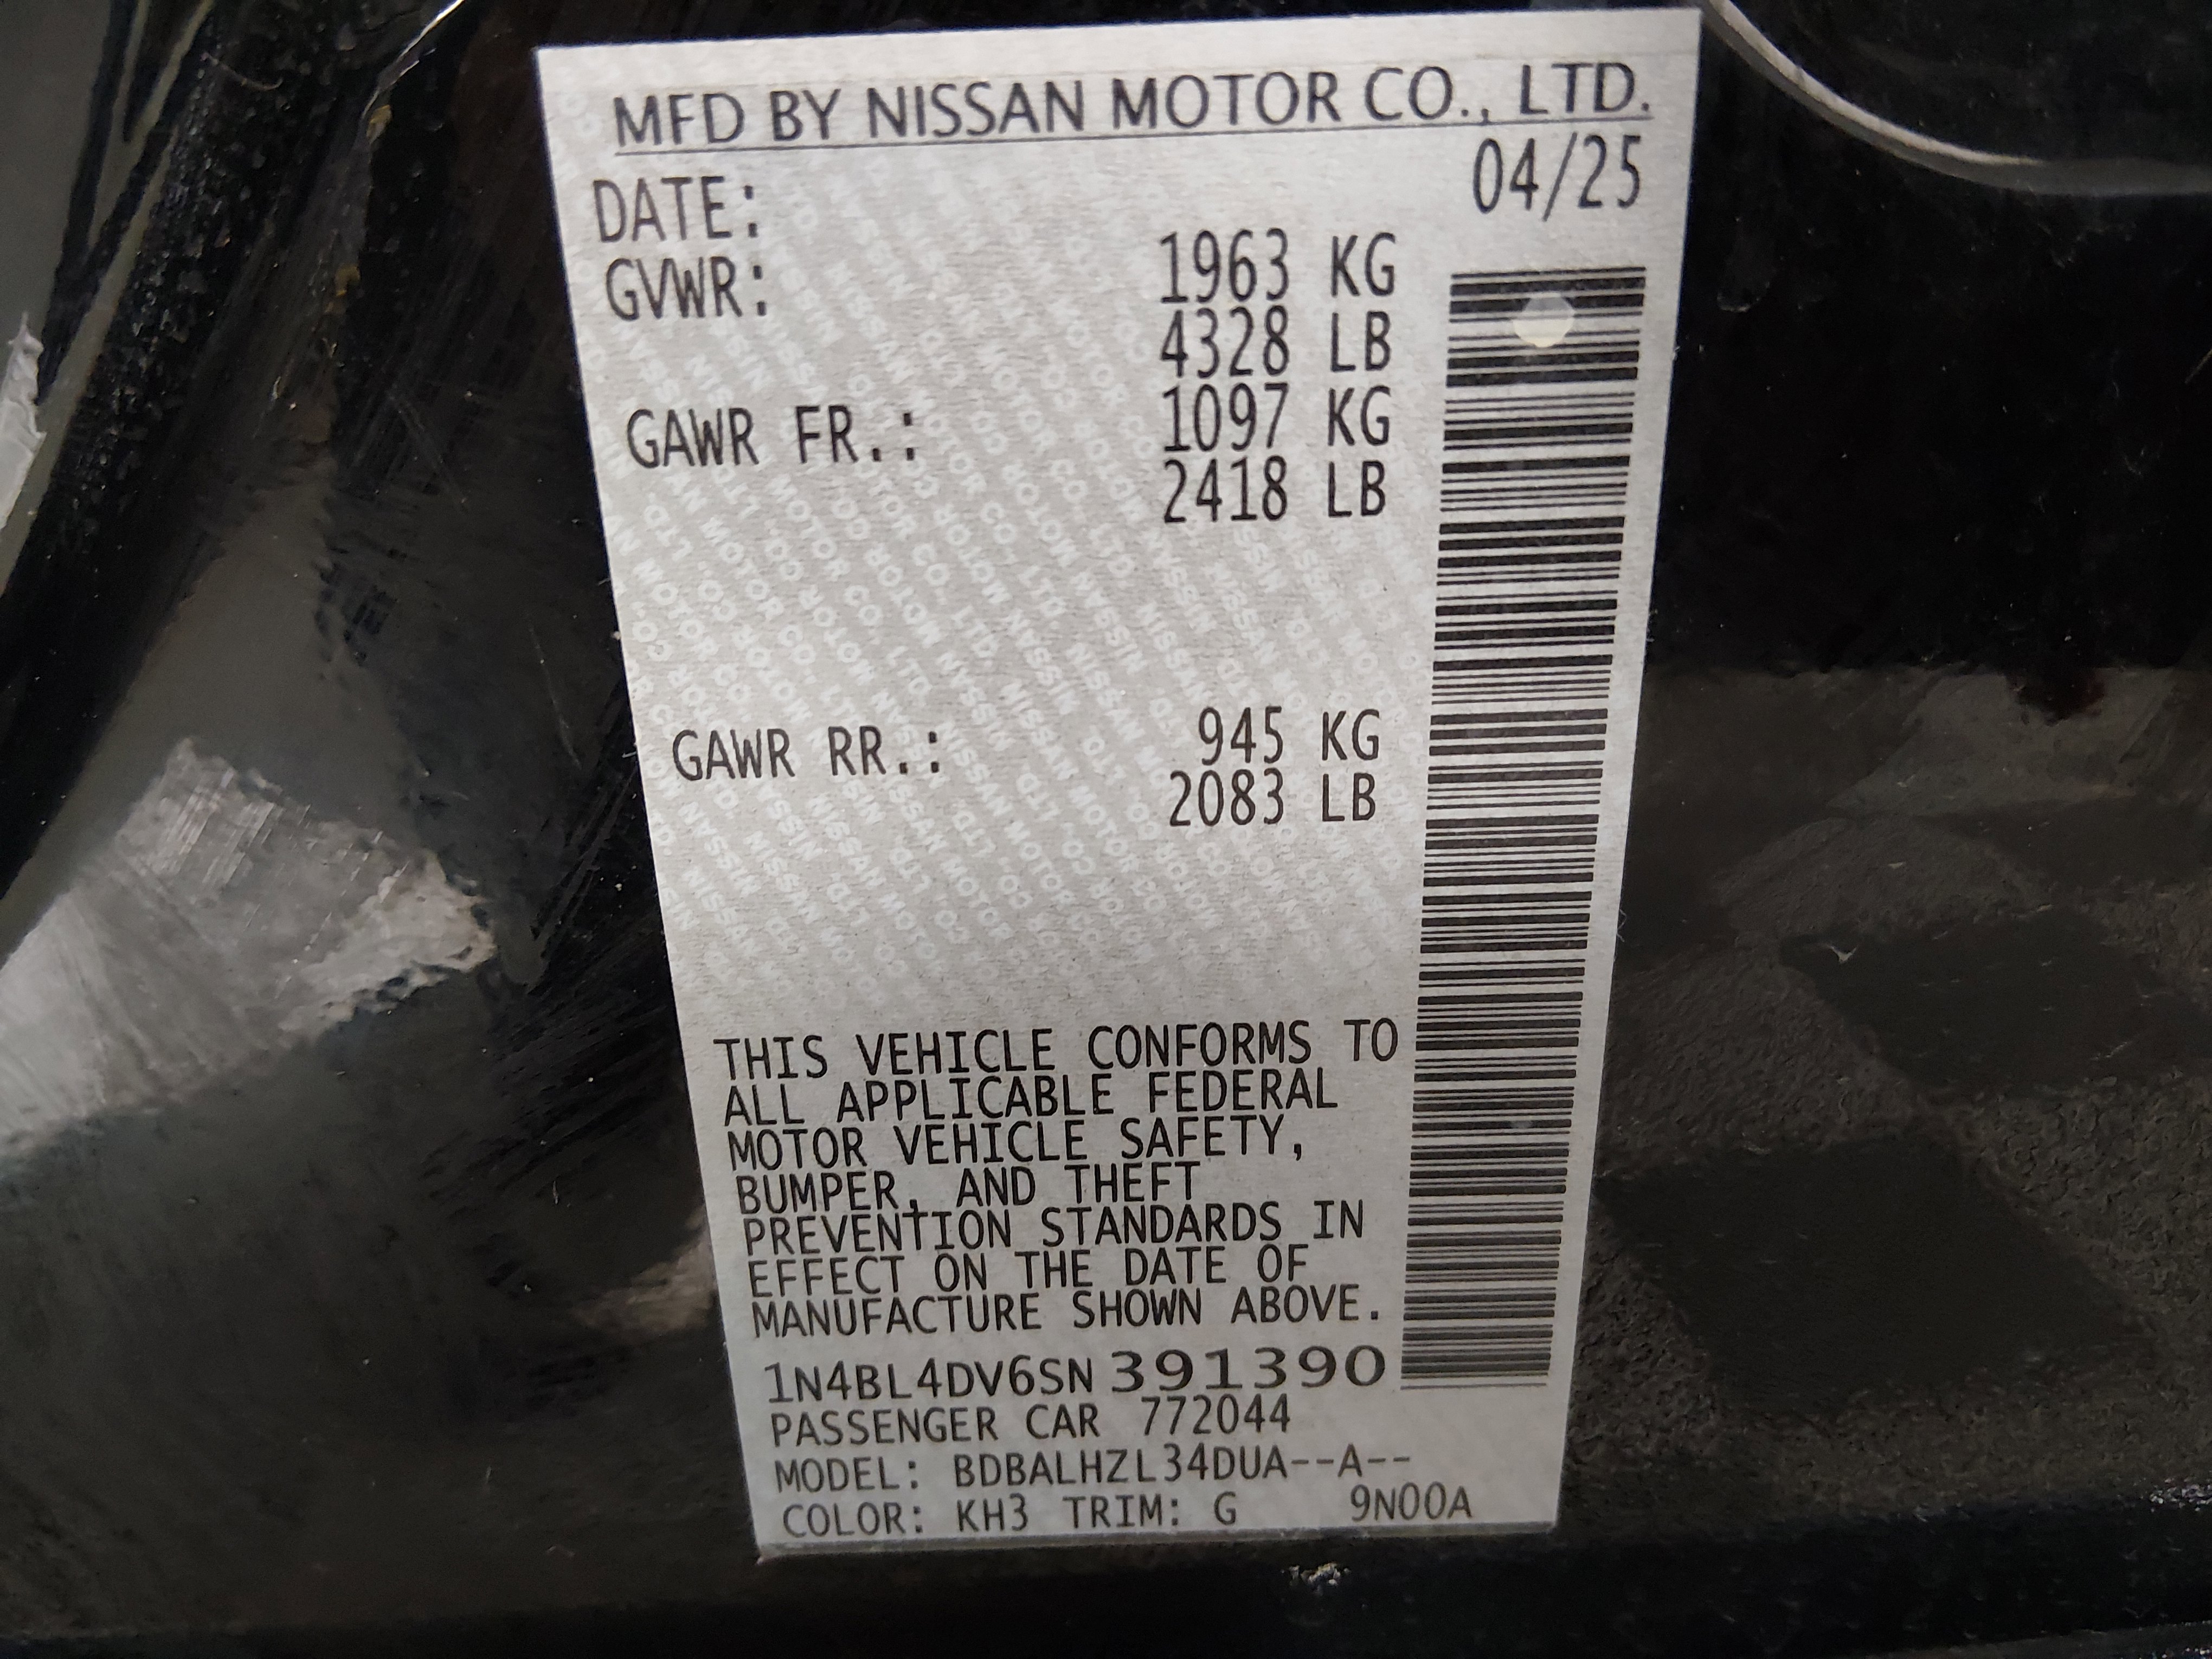 MFD BY NISSAN MOTOR CO., LTD.
DATE: 04/25
GVWR: 1963 KG
4328 LB
GAWR FR.: 1097 KG
2418 LB
GAWR RR.: 945 KG
2083 LB
THIS VEHICLE CONFORMS TO
ALL APPLICABLE FEDERAL
MOTOR VEHICLE SAFETY,
BUMPER, AND THEFT
PREVENTION STANDARDS IN
EFFECT ON THE DATE OF
MANUFACTURE SHOWN ABOVE.
1N4BL4DV6SN391390
PASSENGER CAR 772044
MODEL: BDBALHZL34DUA--A--
COLOR: KH3 TRIM: G 9N00A